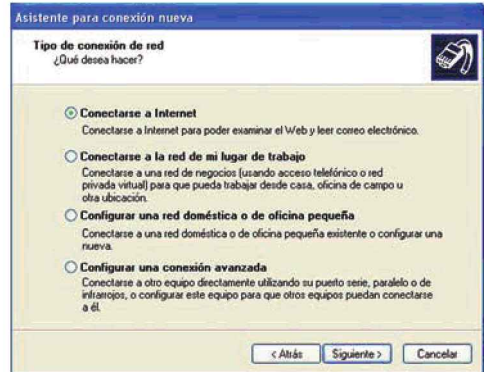 Asistente para conexión nueva
Tipo de conexión de red
¿Qué desea hacer?
Conectarse a Internet
Conectarse a Internet para poder examinar el Web y leer correo electrónico.
Conectarse a la red de mi lugar de trabajo
Conectarse a una red de negocios (usando acceso telefónico o red
privada virtual) para que pueda trabajar desde casa, oficina de campo u
otra ubicación.
Configurar una red doméstica o de oficina pequeña
Conectarse a una red doméstica o de oficina pequeña existente o configurar una
nueva.
Configurar una conexión avanzada
Conectarse a otro equipo directamente utilizando su puerto serie, paralelo o de
infrarrojos, o configurar este equipo para que otros equipos puedan conectarse
a él.
< Atrás Siguiente > Cancelar